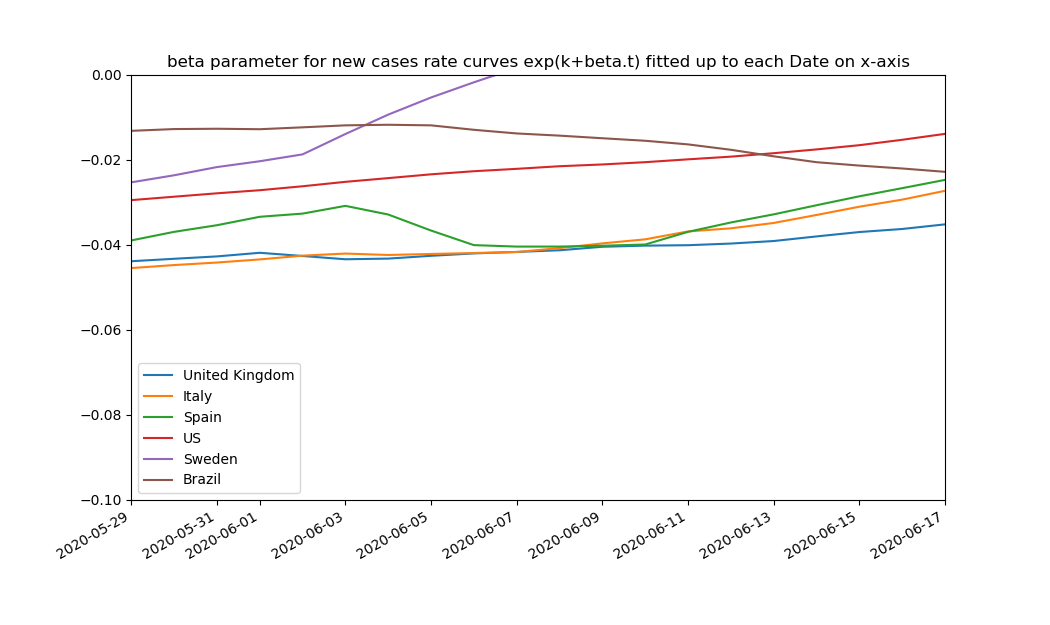 beta parameter for new cases rate curves exp(k+beta.t) fitted up to each Date on x-axis
0.00
−0.02
−0.04
−0.06
−0.08
−0.10
United Kingdom
Italy
Spain
US
Sweden
Brazil
2020-05-29
2020-05-31
2020-06-01
2020-06-03
2020-06-05
2020-06-07
2020-06-09
2020-06-11
2020-06-13
2020-06-15
2020-06-17